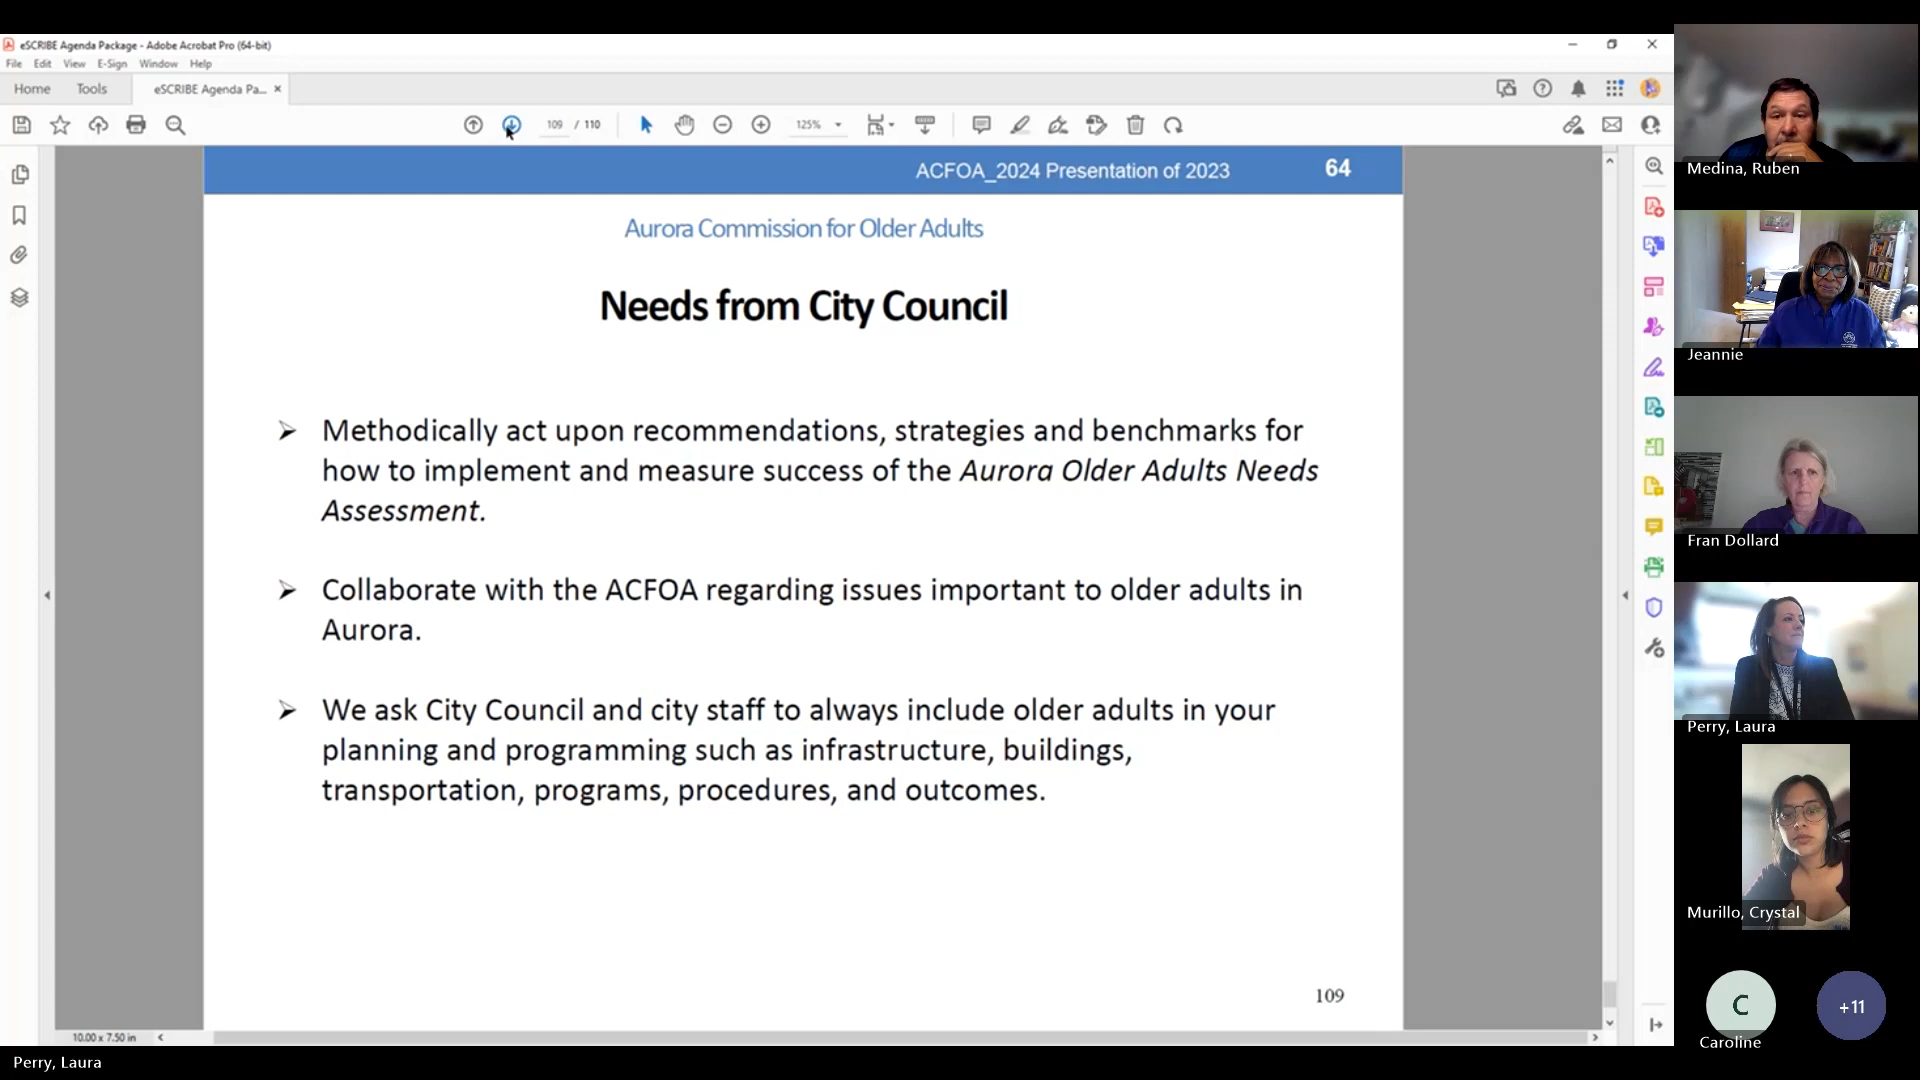 eSCRIBE Agenda Package - Adobe Acrobat Pro (64-bit)
File Edit View E-Sign Window Help
Home Tools eSCRIBE Agenda Pa...
109 / 110 125%
ACFOA_2024 Presentation of 2023 64
Aurora Commission for Older Adults
Needs from City Council
Methodically act upon recommendations, strategies and benchmarks for
how to implement and measure success of the Aurora Older Adults Needs
Assessment.
Collaborate with the ACFOA regarding issues important to older adults in
Aurora.
We ask City Council and city staff to always include older adults in your
planning and programming such as infrastructure, buildings,
transportation, programs, procedures, and outcomes.
109
10.00 x 7.50 in
Perry, Laura
Medina, Ruben
Jeannie
Fran Dollard
Perry, Laura
Murillo, Crystal
C
Caroline
+11